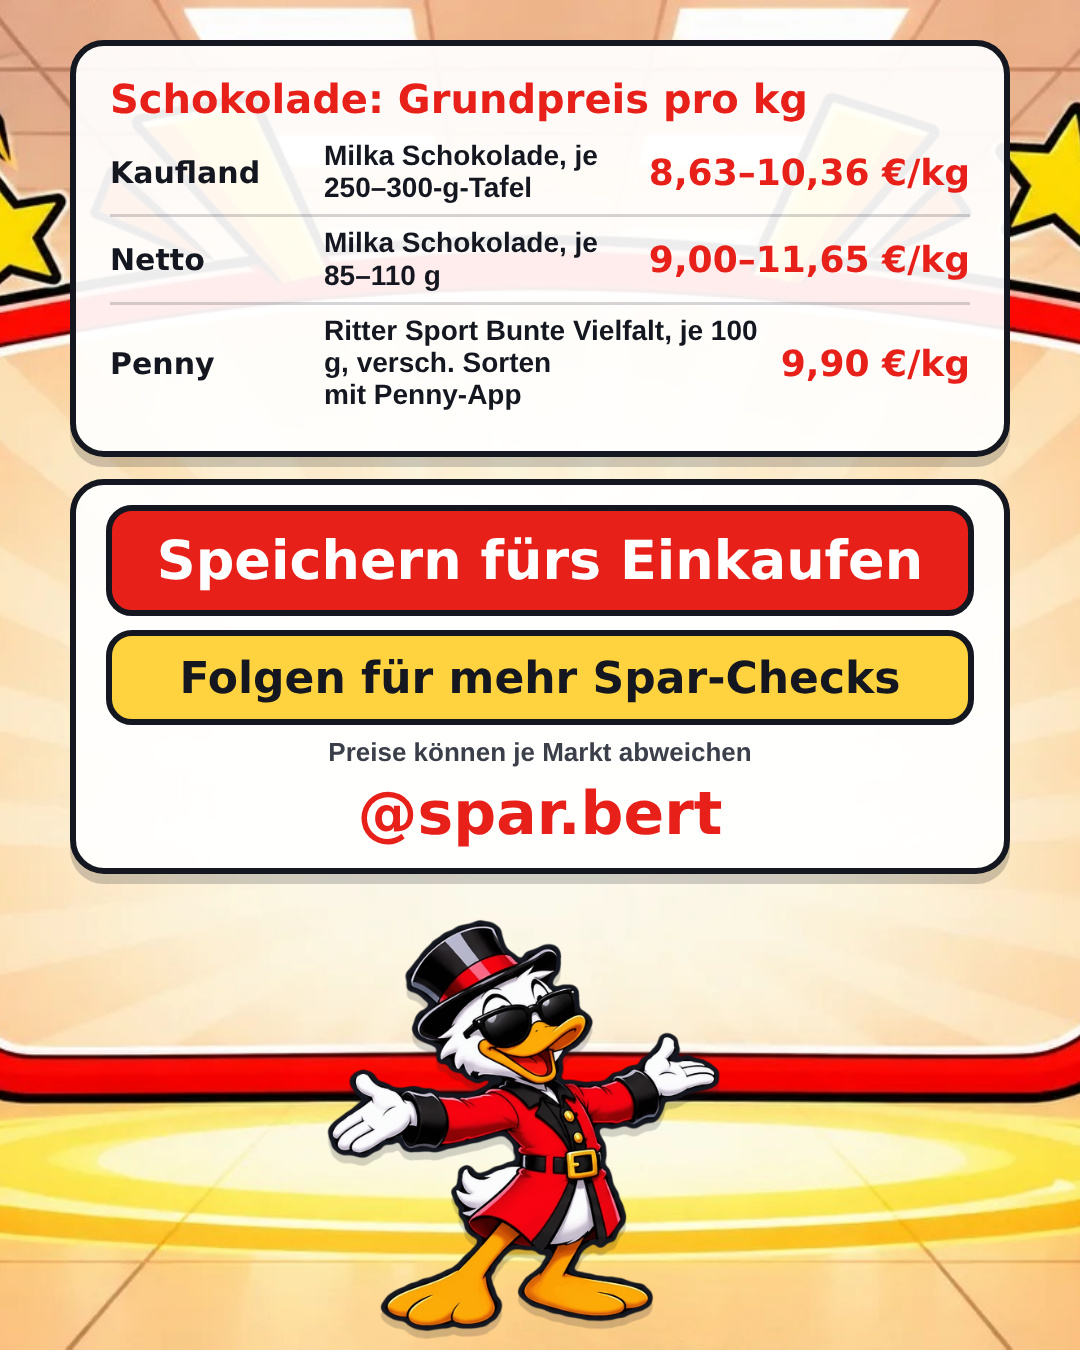 Schokolade: Grundpreis pro kg
Kaufland
Milka Schokolade, je
250–300-g-Tafel
8,63–10,36 €/kg
Netto
Milka Schokolade, je
85–110 g
9,00–11,65 €/kg
Penny
Ritter Sport Bunte Vielfalt, je 100
g, versch. Sorten
mit Penny-App
9,90 €/kg
Speichern fürs Einkaufen
Folgen für mehr Spar-Checks
Preise können je Markt abweichen
@spar.bert